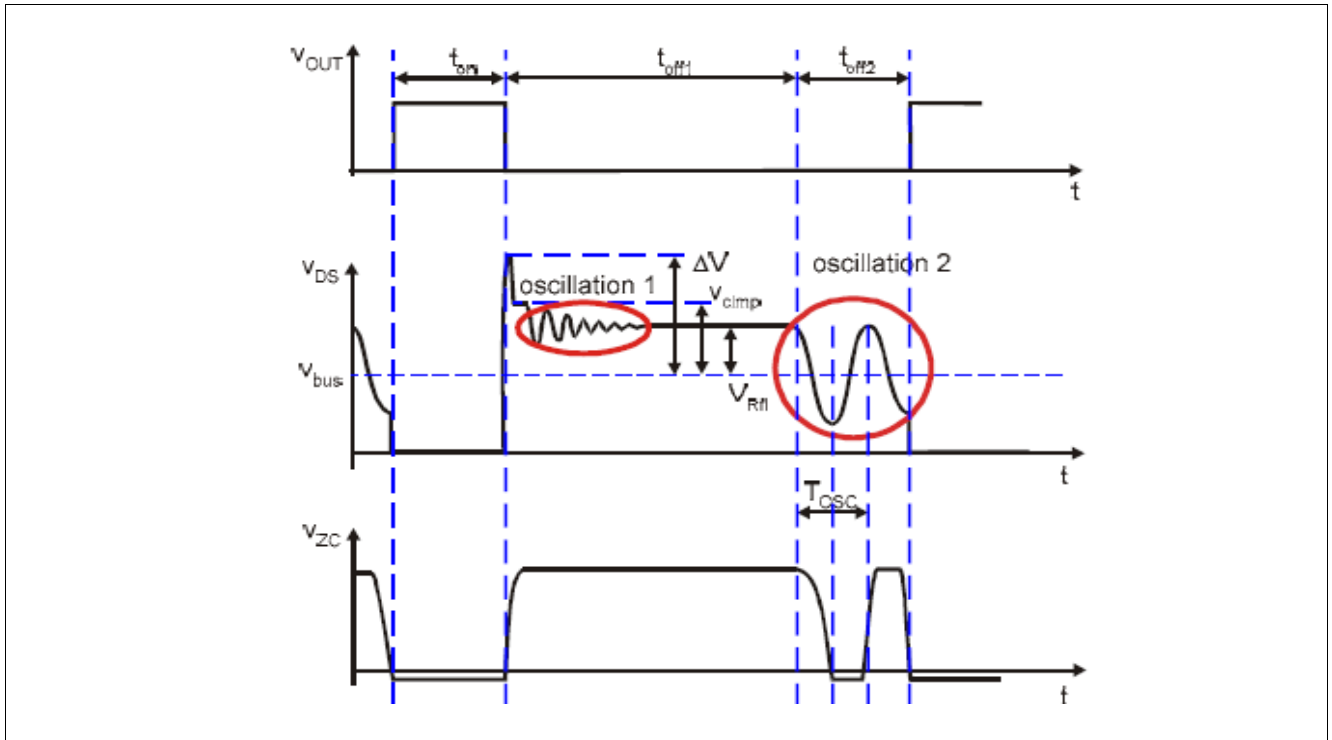 vOUT
ton
toff1
toff2
t
vDS
oscillation 1
ΔV
vclmp
oscillation 2
vbus
VRfl
t
TOSC
vZC
t